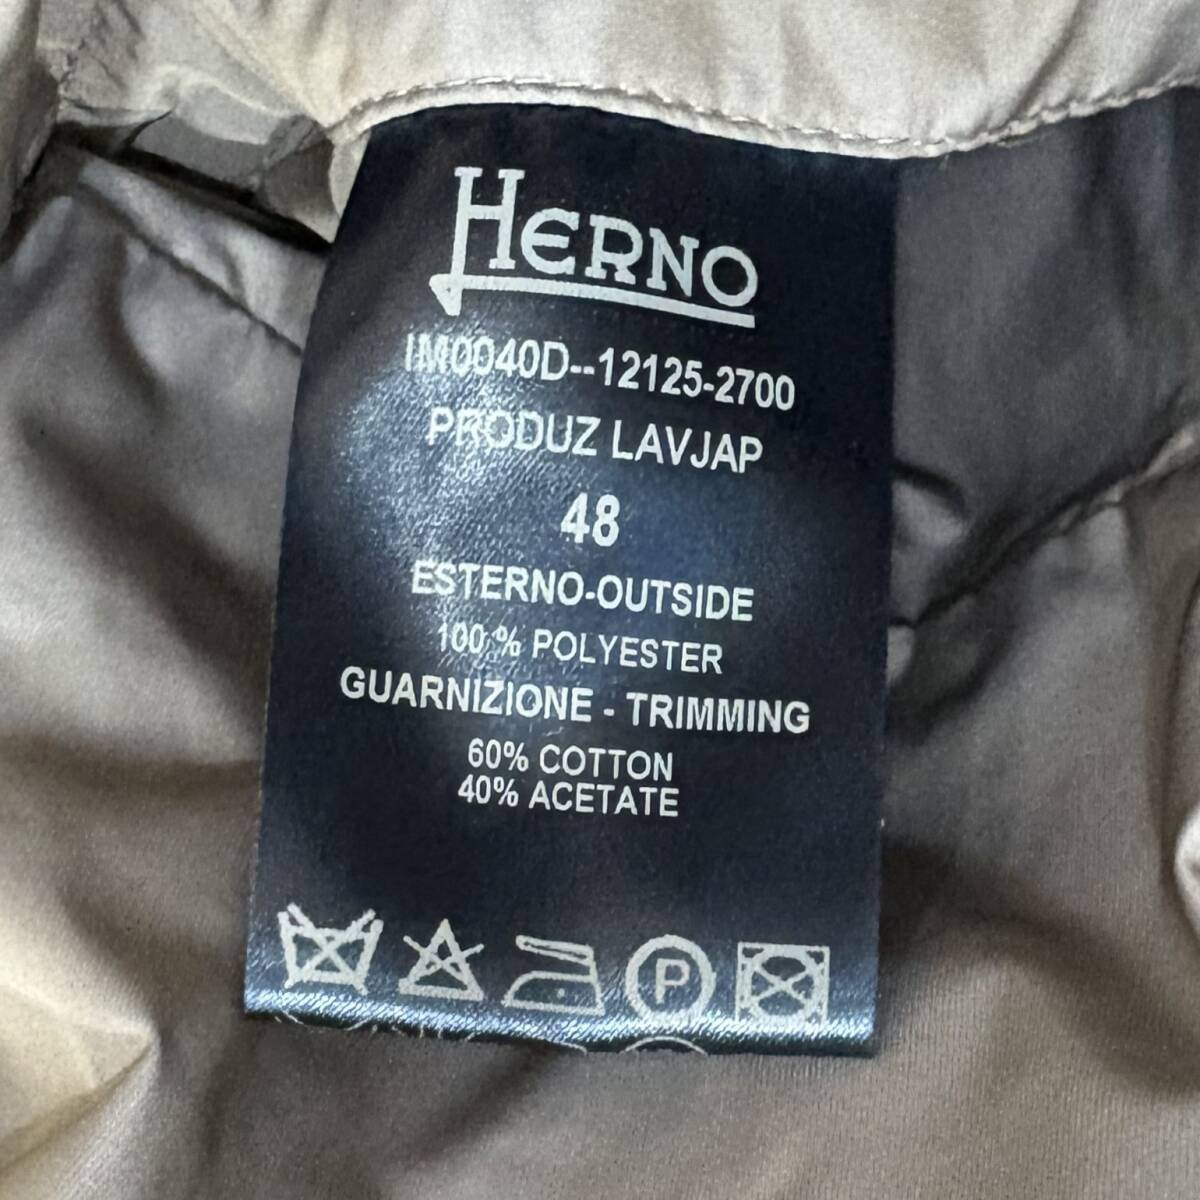 HERNO
IM0040D--12125-2700
PRODUZ LAVJAP
48
ESTERNO-OUTSIDE
100 % POLYESTER
GUARNIZIONE - TRIMMING
60% COTTON
40% ACETATE
P